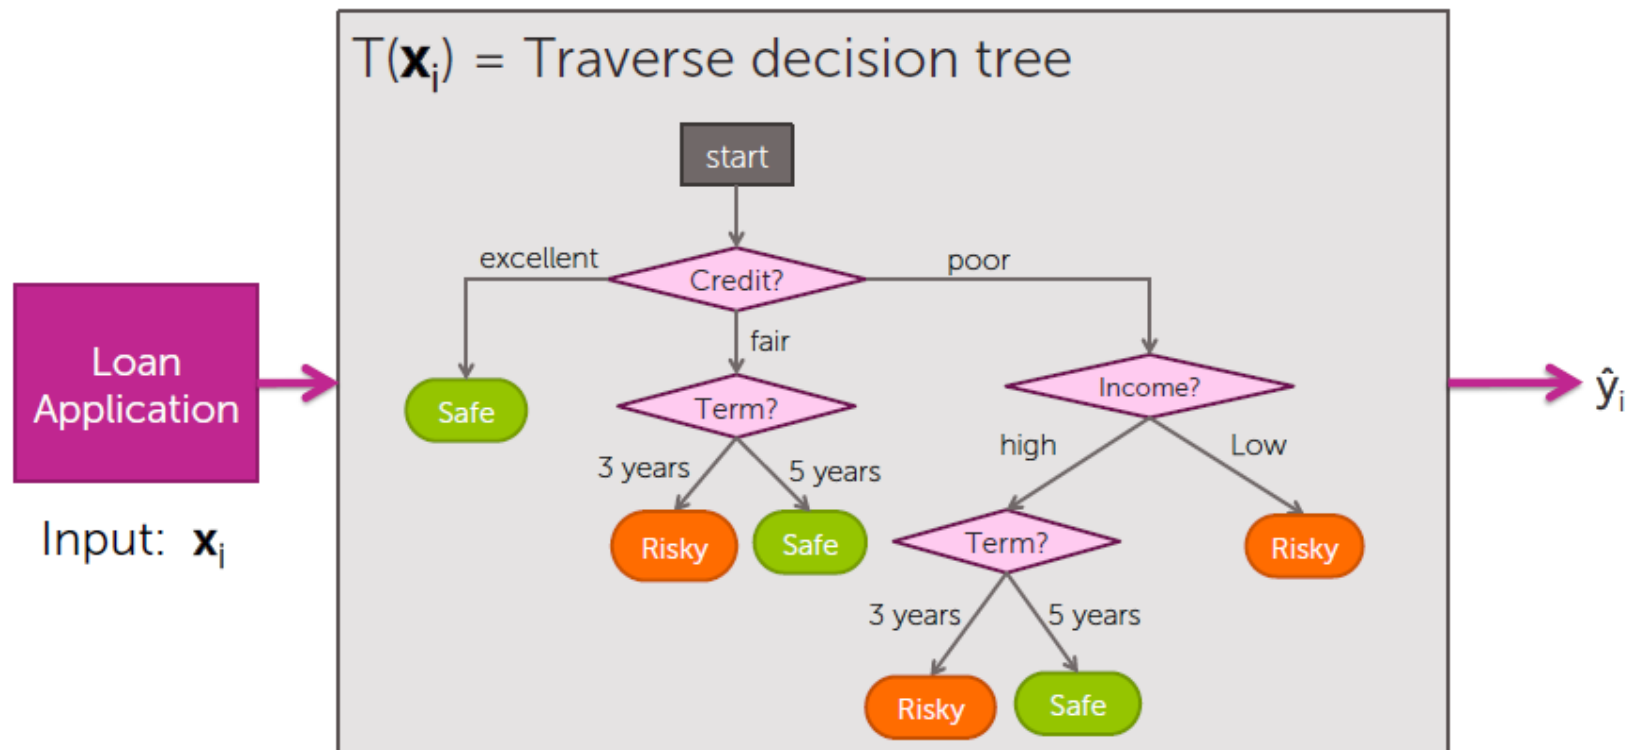 T(xᵢ) = Traverse decision tree
start
excellent
Credit?
poor
fair
Loan
Application
Input: xᵢ
Safe
Term?
Income?
ŷᵢ
3 years
5 years
high
Low
Risky
Safe
Term?
Risky
3 years
5 years
Risky
Safe